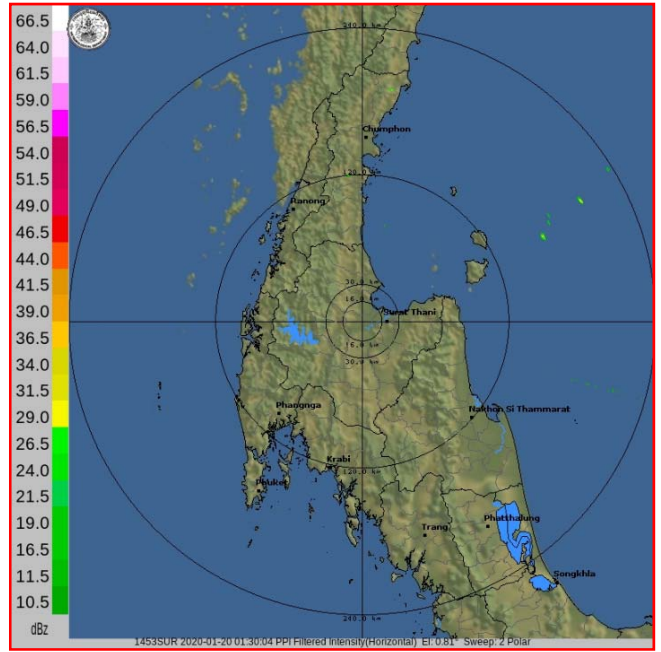 66.5
64.0
61.5
59.0
56.5
54.0
51.5
49.0
46.5
44.0
41.5
39.0
36.5
34.0
31.5
29.0
26.5
24.0
21.5
19.0
16.5
11.5
10.5
dBz
240.0 km
Chumphon
120.0 km
Ranong
30.0 km
16.0 km
Surat Thani
16.0 km
30.0 km
Phangnga
Nakhon Si Thammarat
Krabi
120.0 km
Phuket
Phatthalung
Trang
Songkhla
240.0 km
1453SUR 2020-01-20 01:30:04 PPI Filtered Intensity(Horizontal) El: 0.81° Sweep: 2 Polar